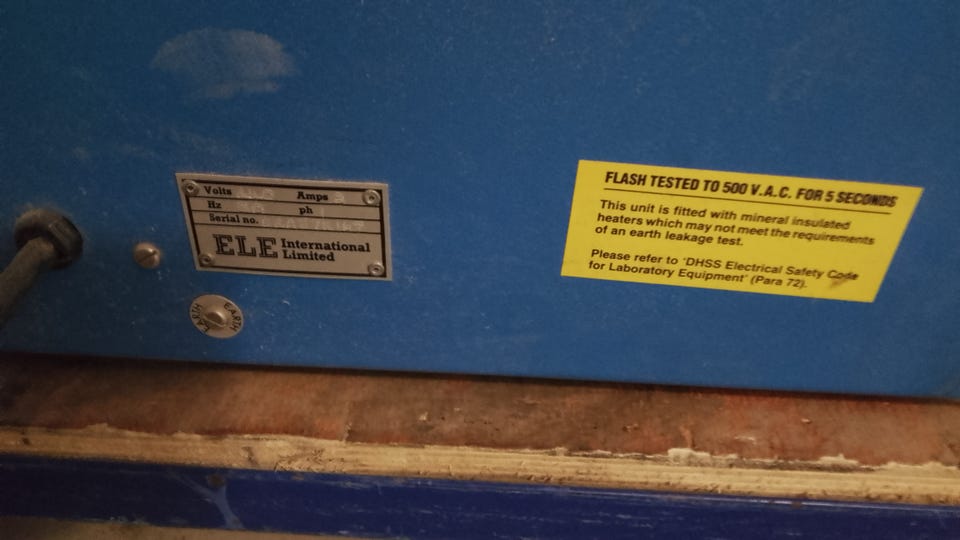 Volts Amps
Hz ph
Serial no.
ELE International
Limited
EARTH EARTH
FLASH TESTED TO 500 V.A.C. FOR 5 SECONDS
This unit is fitted with mineral insulated
heaters which may not meet the requirements
of an earth leakage test.
Please refer to 'DHSS Electrical Safety Code
for Laboratory Equipment' (Para 72).